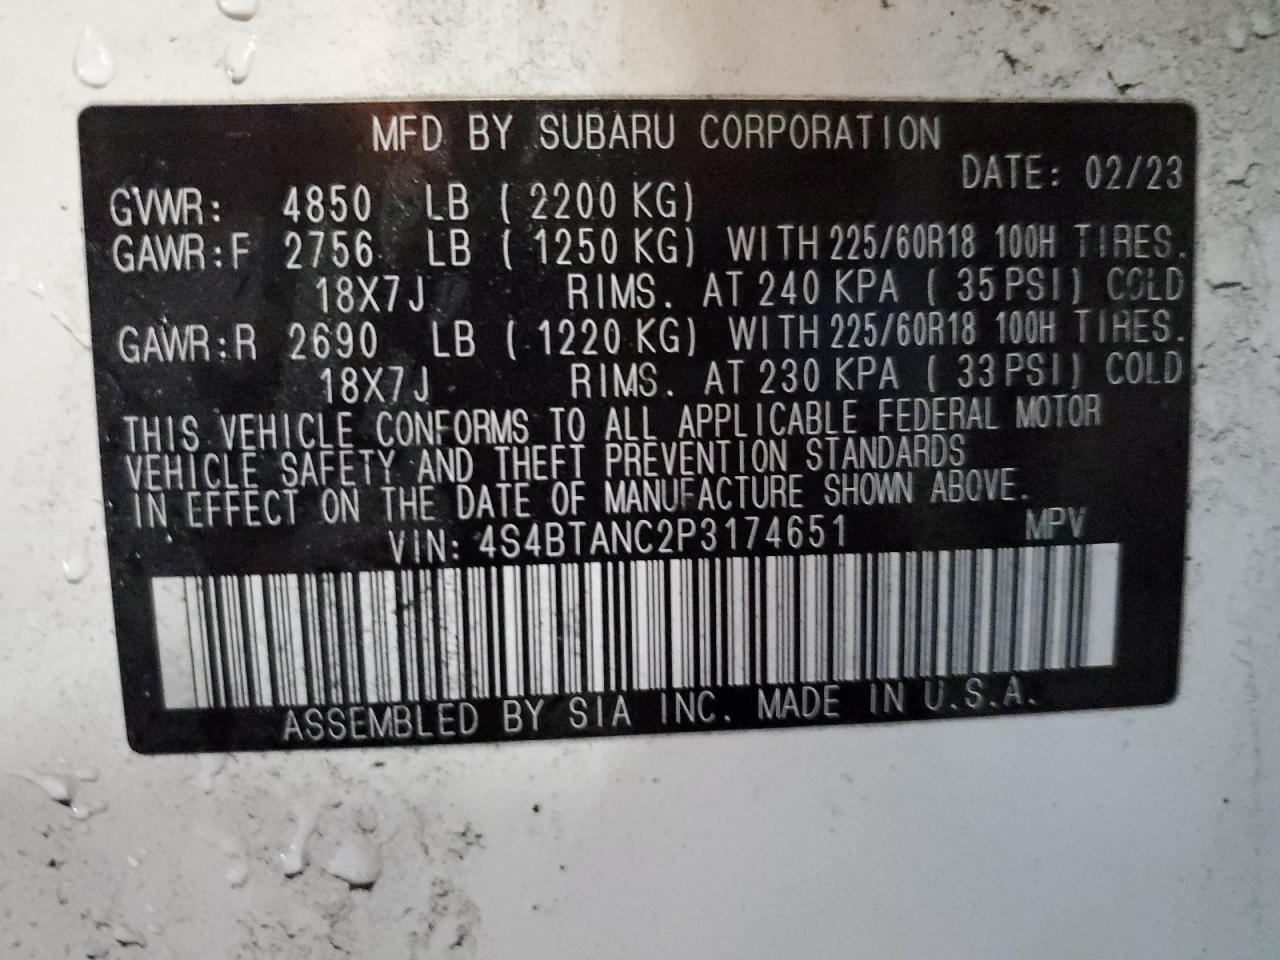 MFD BY SUBARU CORPORATION
DATE: 02/23
GVWR: 4850 LB (2200 KG)
GAWR:F 2756 LB (1250 KG) WITH 225/60R18 100H TIRES.
18X7J RIMS. AT 240 KPA (35 PSI) COLD
GAWR:R 2690 LB (1220 KG) WITH 225/60R18 100H TIRES.
18X7J RIMS. AT 230 KPA (33 PSI) COLD
THIS VEHICLE CONFORMS TO ALL APPLICABLE FEDERAL MOTOR
VEHICLE SAFETY AND THEFT PREVENTION STANDARDS
IN EFFECT ON THE DATE OF MANUFACTURE SHOWN ABOVE.
VIN: 4S4BTANC2P3174651 MPV
ASSEMBLED BY SIA INC. MADE IN U.S.A.